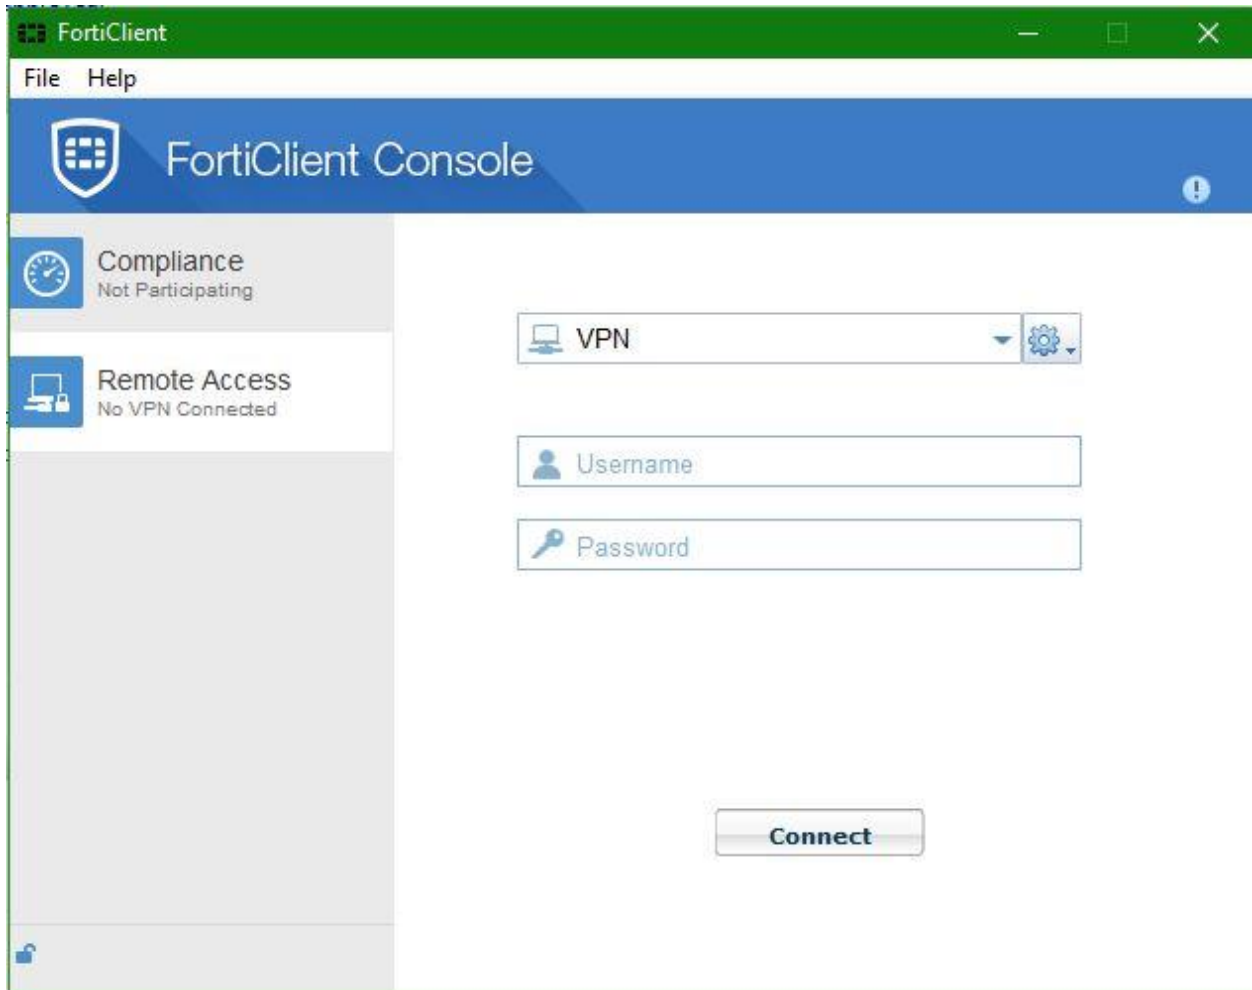 FortiClient
File Help
FortiClient Console
Compliance
Not Participating
Remote Access
No VPN Connected
VPN
Username
Password
Connect